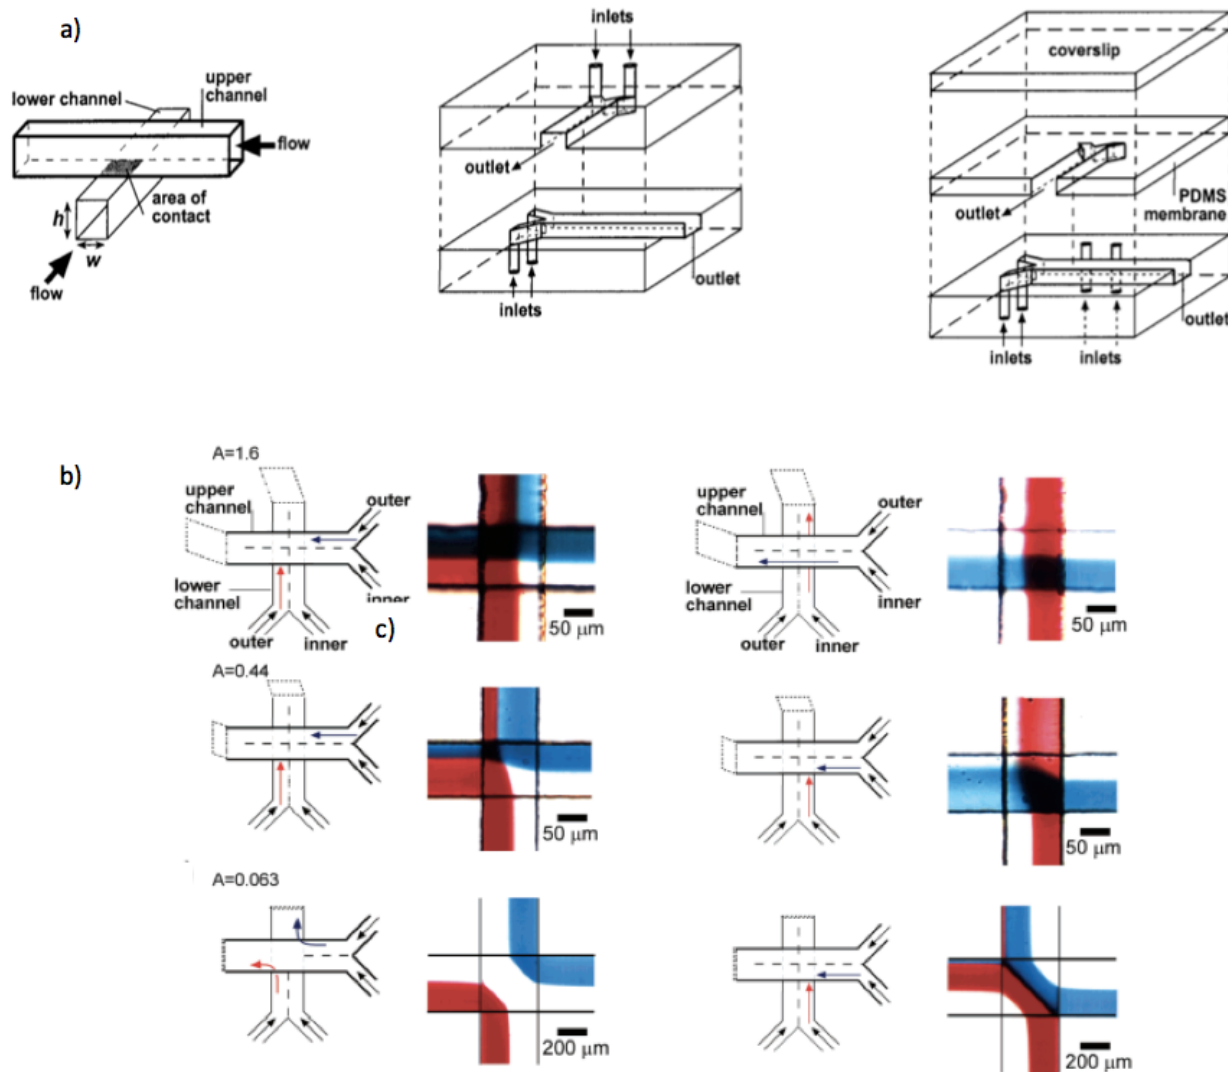 a)
lower channel
upper
channel
flow
area of
contact
h
w
flow
inlets
outlet
outlet
inlets
coverslip
outlet
PDMS
membrane
outlet
inlets
inlets
b)
A=1.6
upper
channel
outer
lower
channel
inner
outer
inner
50 µm
c)
upper
channel
outer
lower
channel
inner
outer
inner
50 µm
A=0.44
50 µm
50 µm
A=0.063
200 µm
200 µm